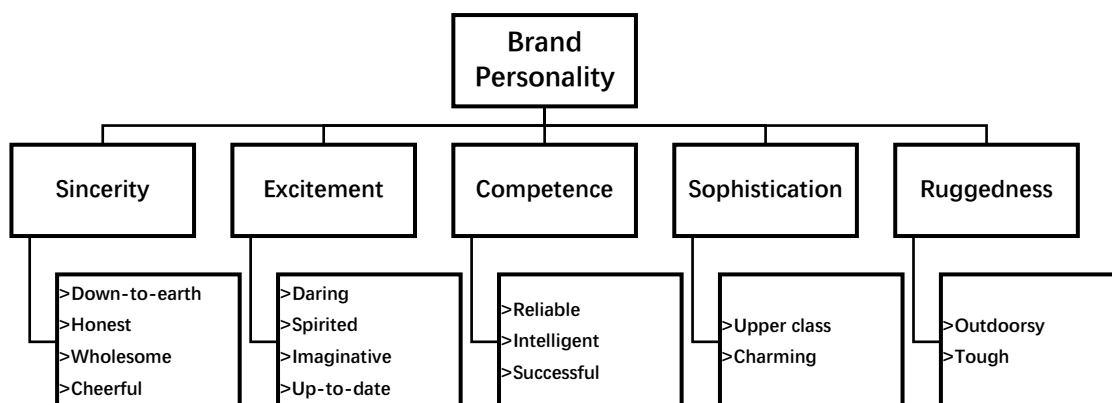 Brand
Personality
Sincerity
Excitement
Competence
Sophistication
Ruggedness
>Down-to-earth
>Honest
>Wholesome
>Cheerful
>Daring
>Spirited
>Imaginative
>Up-to-date
>Reliable
>Intelligent
>Successful
>Upper class
>Charming
>Outdoorsy
>Tough